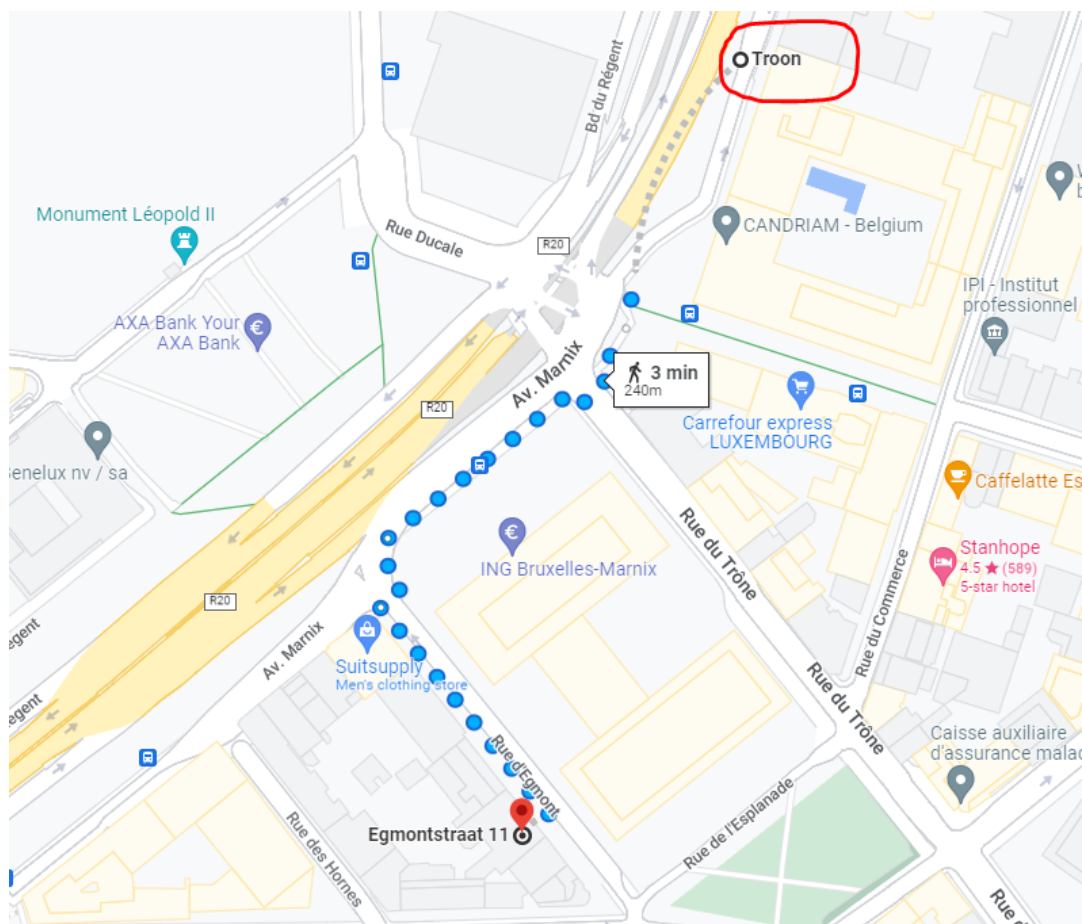 Troon
Bd du Régent
Monument Léopold II
Rue Ducale
R20
CANDRIAM - Belgium
IPI - Institut
professionnel
AXA Bank Your
AXA Bank
Av. Marnix
3 min
240m
R20
Carrefour express
LUXEMBOURG
Benelux nv / sa
Caffelatte Es
ING Bruxelles-Marnix
Rue du Trône
Stanhope
4.5 ★ (589)
5-star hotel
Rue du Commerce
R20
Av. Marnix
Suitsupply
Men's clothing store
Rue du Trône
Caisse auxiliaire
d'assurance malad
Rue d'Egmont
Egmontstraat 11
Rue de l'Esplanade
Rue des Hornes